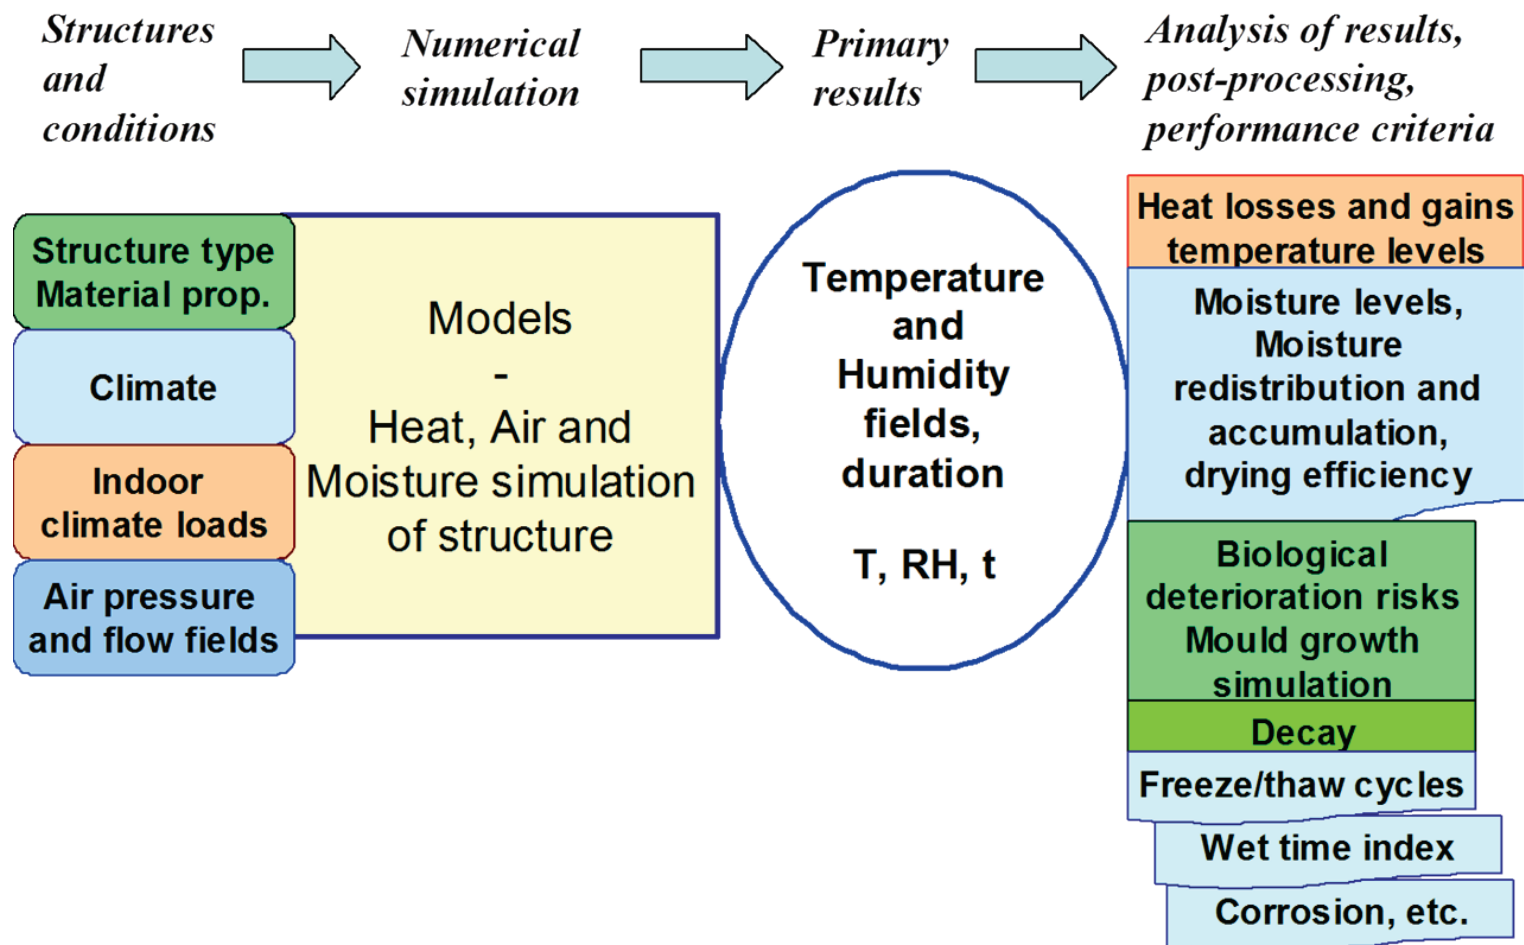 Structures
and
conditions
Numerical
simulation
Primary
results
Analysis of results,
post-processing,
performance criteria
Structure type
Material prop.
Climate
Indoor
climate loads
Air pressure
and flow fields
Models
-
Heat, Air and
Moisture simulation
of structure
Temperature
and
Humidity
fields,
duration
T, RH, t
Heat losses and gains
temperature levels
Moisture levels,
Moisture
redistribution and
accumulation,
drying efficiency
Biological
deterioration risks
Mould growth
simulation
Decay
Freeze/thaw cycles
Wet time index
Corrosion, etc.